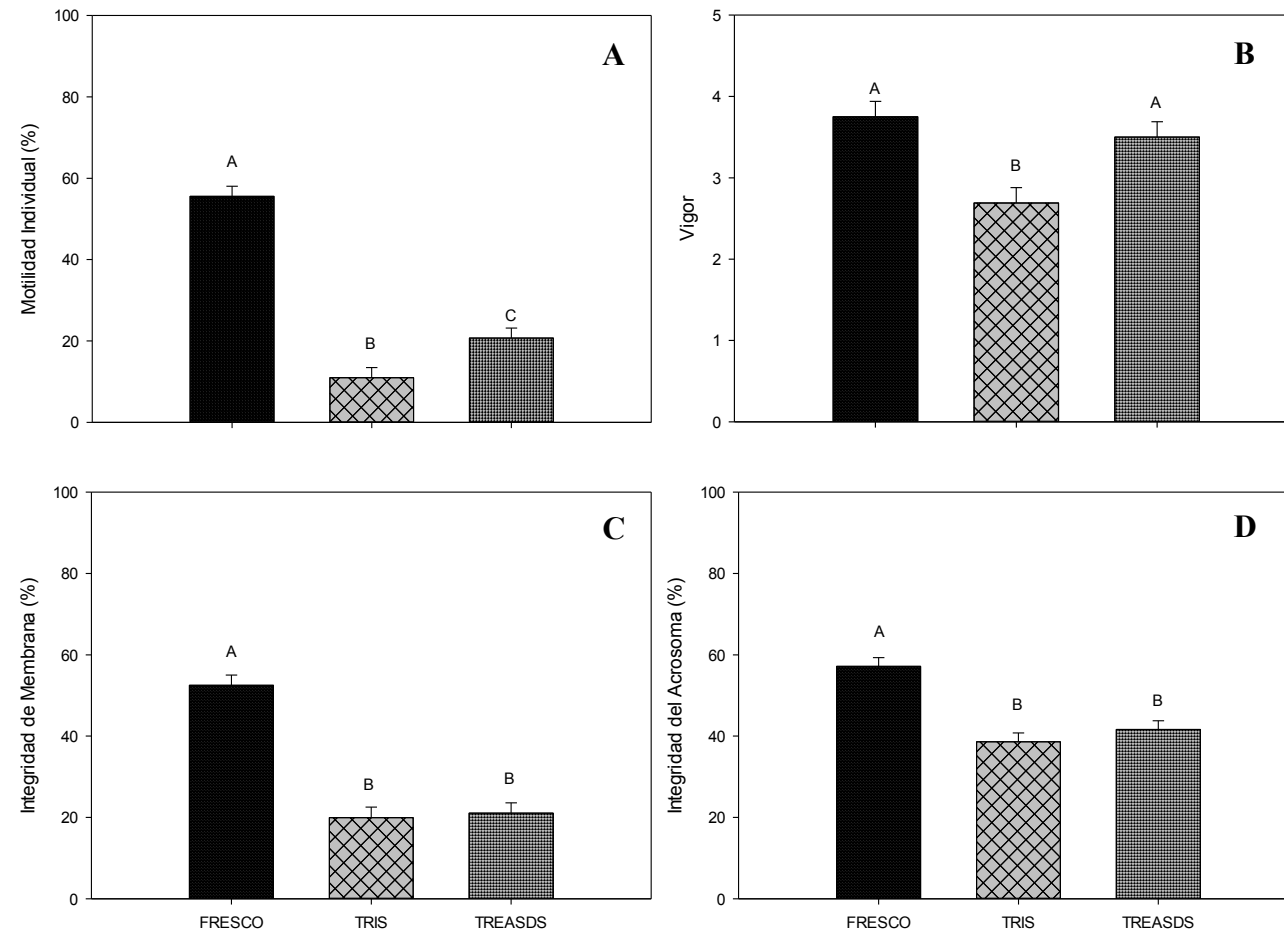 A
Motilidad Individual (%)
100
80
60
40
20
0
A
B
C
B
Vigor
5
4
3
2
1
0
A
B
A
C
Integridad de Membrana (%)
100
80
60
40
20
0
A
B
B
FRESCO TRIS TREASDS
D
Integridad del Acrosoma (%)
100
80
60
40
20
0
A
B
B
FRESCO TRIS TREASDS